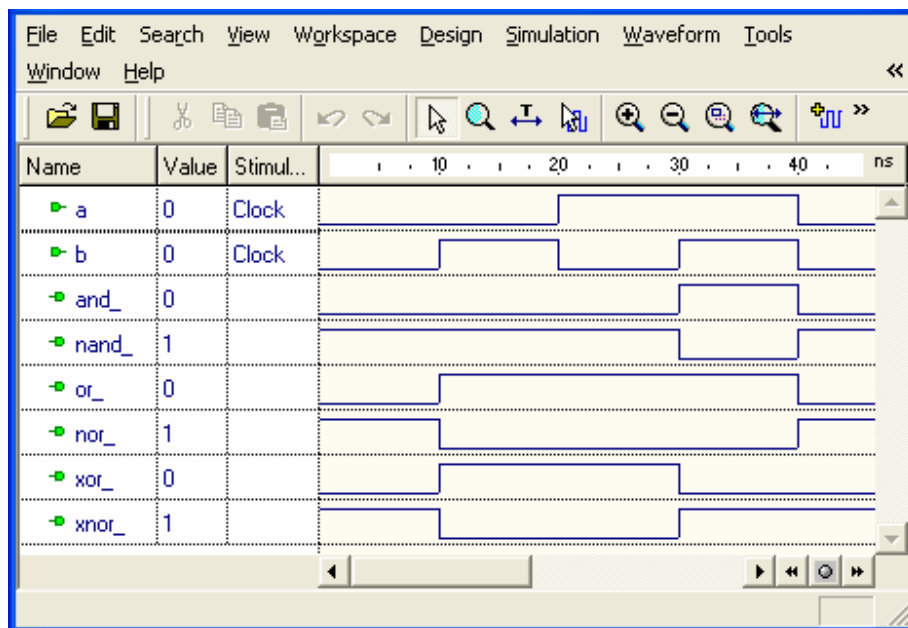 File Edit Search View Workspace Design Simulation Waveform Tools
Window Help
Name Value Stimul... 10 20 30 40 ns
a 0 Clock
b 0 Clock
and_ 0
nand_ 1
or_ 0
nor_ 1
xor_ 0
xnor_ 1